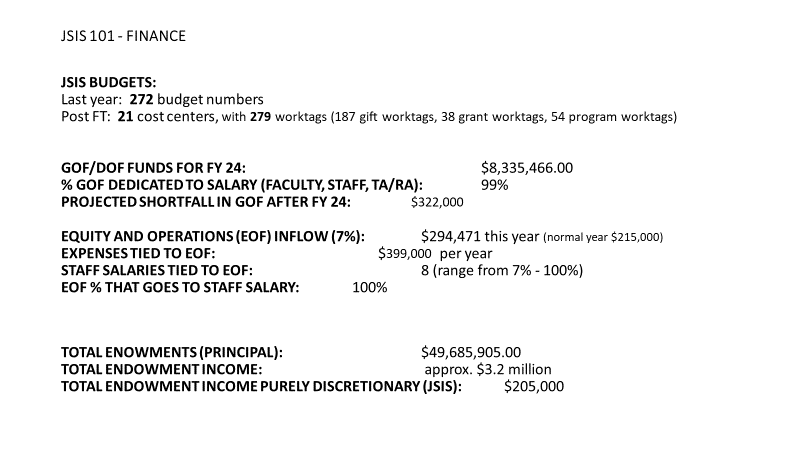 JSIS 101 - FINANCE
JSIS BUDGETS:
Last year: 272 budget numbers
Post FT: 21 cost centers, with 279 worktags (187 gift worktags, 38 grant worktags, 54 program worktags)
GOF/DOF FUNDS FOR FY 24: $8,335,466.00
% GOF DEDICATED TO SALARY (FACULTY, STAFF, TA/RA): 99%
PROJECTED SHORTFALL IN GOF AFTER FY 24: $322,000
EQUITY AND OPERATIONS (EOF) INFLOW (7%): $294,471 this year (normal year $215,000)
EXPENSES TIED TO EOF: $399,000 per year
STAFF SALARIES TIED TO EOF: 8 (range from 7% - 100%)
EOF % THAT GOES TO STAFF SALARY: 100%
TOTAL ENOWMENTS (PRINCIPAL): $49,685,905.00
TOTAL ENDOWMENT INCOME: approx. $3.2 million
TOTAL ENDOWMENT INCOME PURELY DISCRETIONARY (JSIS): $205,000